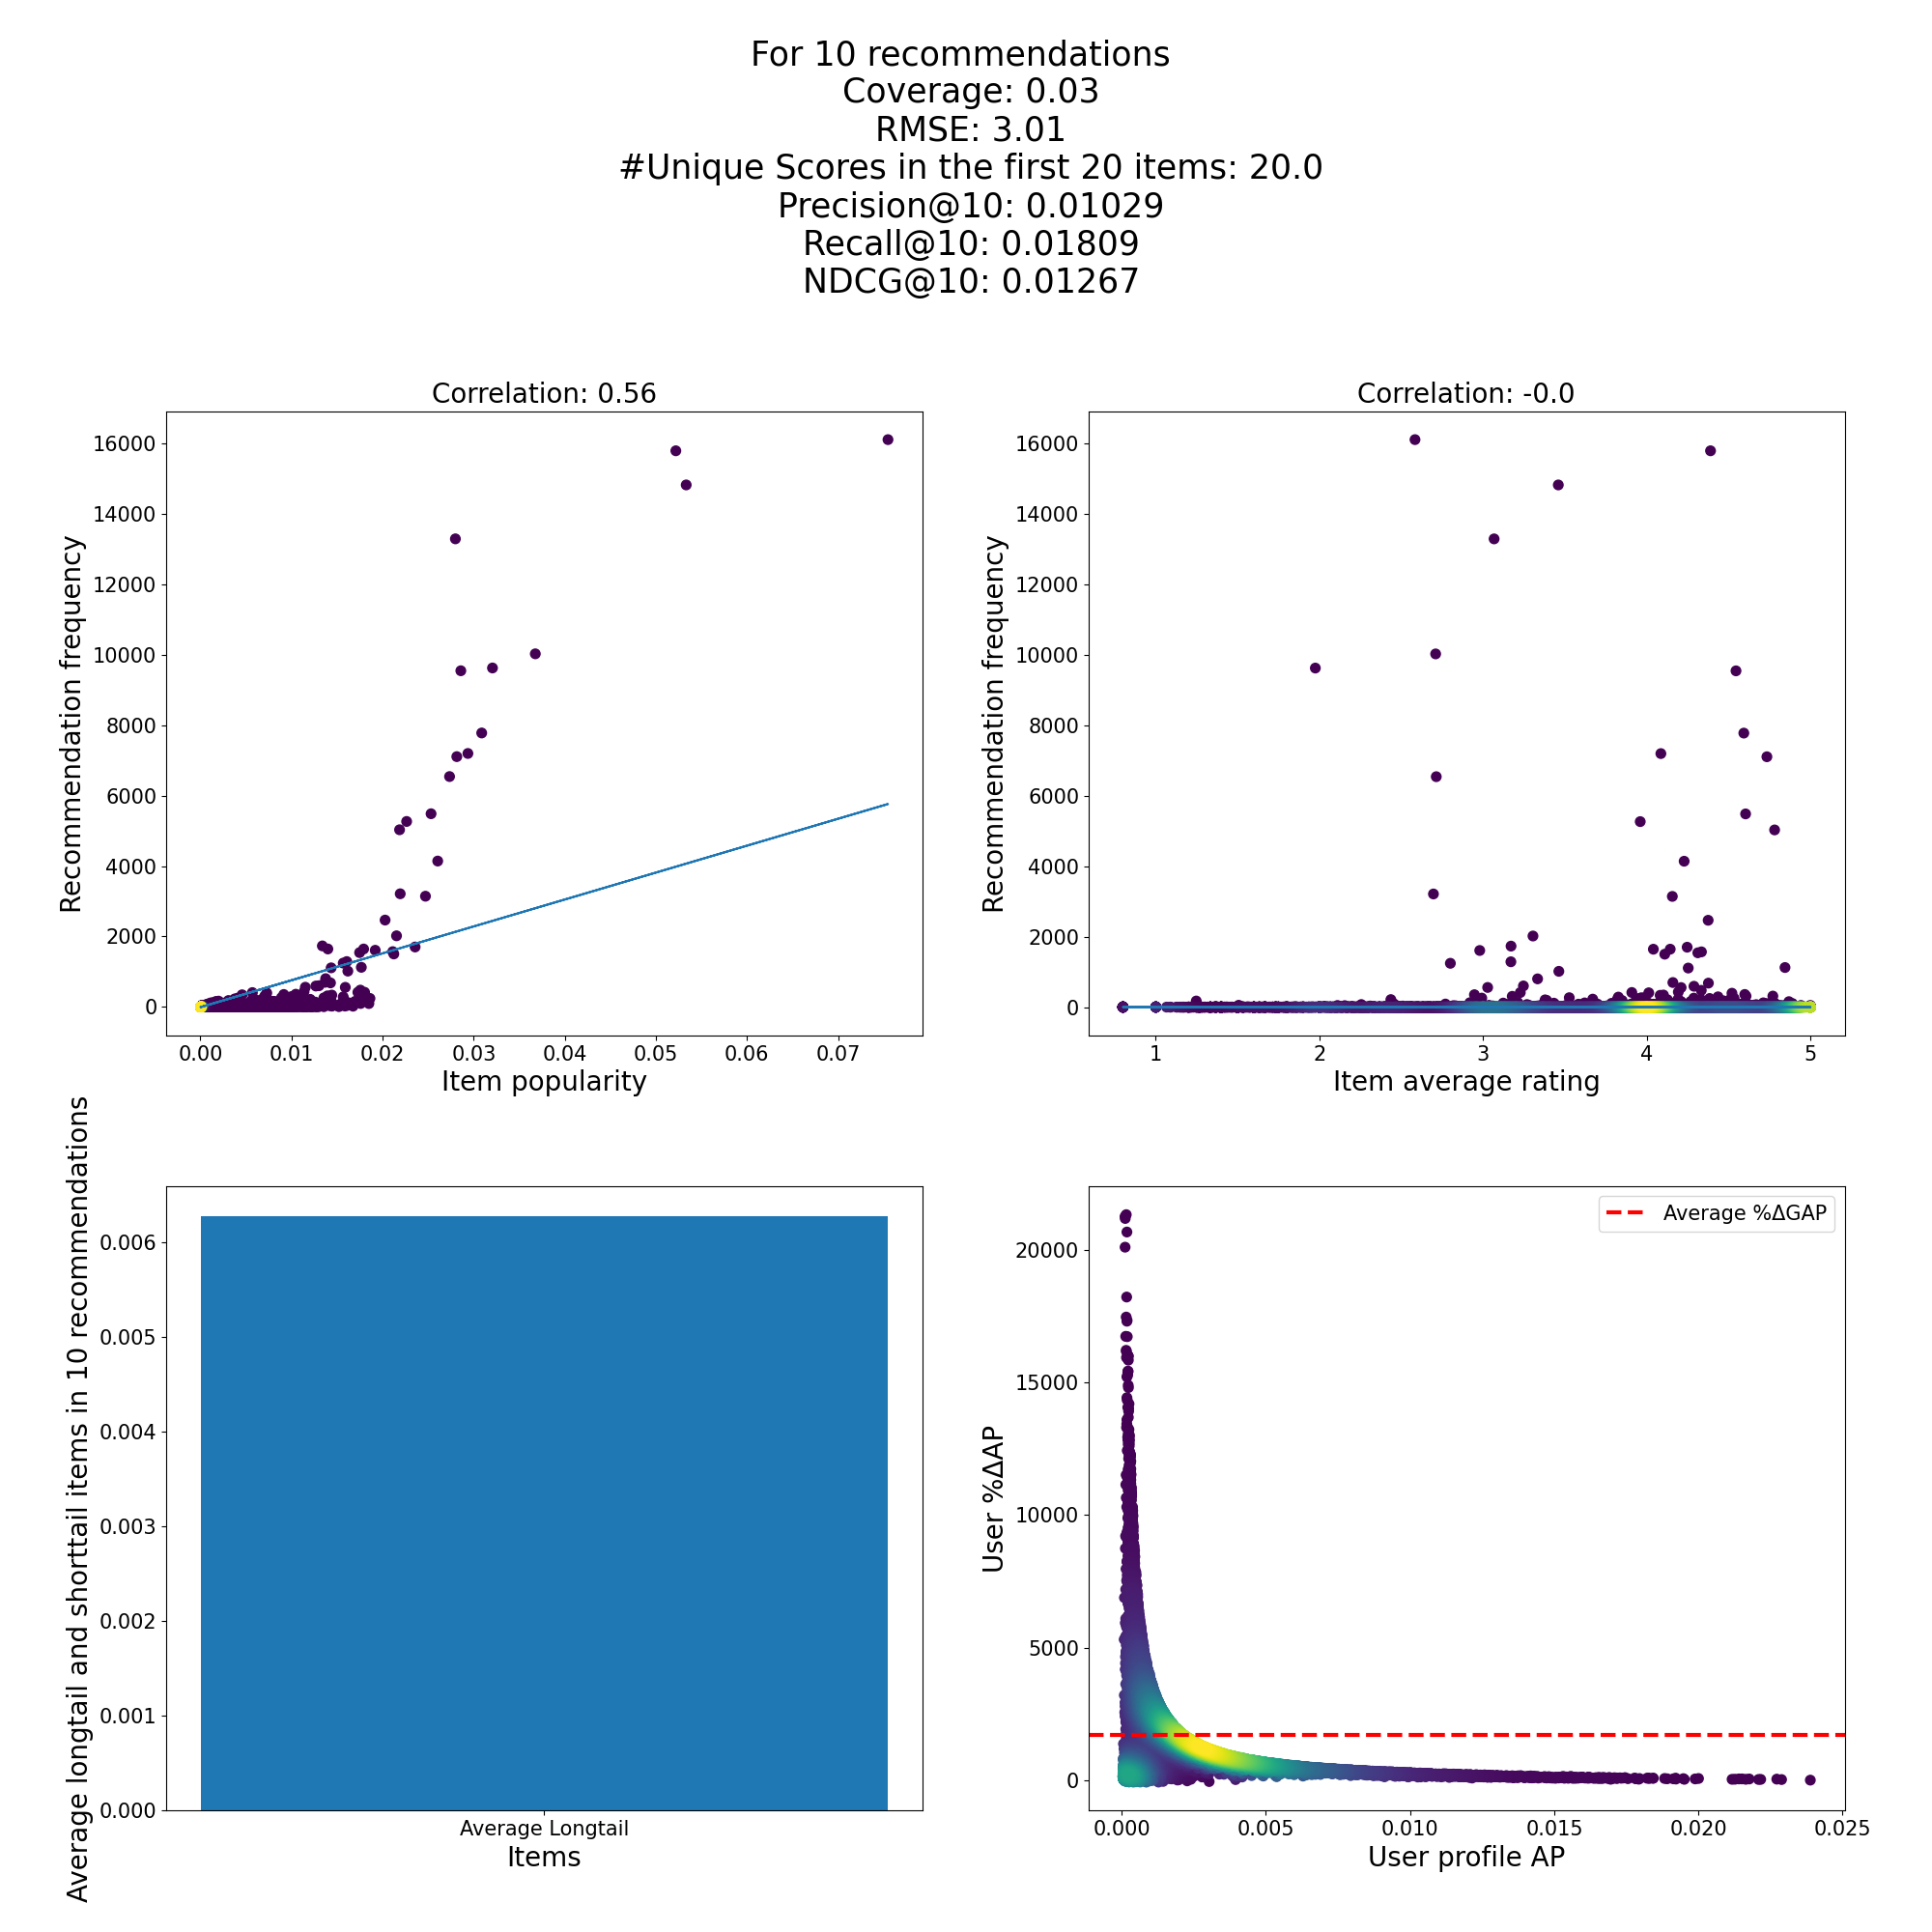 For 10 recommendations
Coverage: 0.03
RMSE: 3.01
#Unique Scores in the first 20 items: 20.0
Precision@10: 0.01029
Recall@10: 0.01809
NDCG@10: 0.01267
Correlation: 0.56
Recommendation frequency
16000
14000
12000
10000
8000
6000
4000
2000
0
0.00 0.01 0.02 0.03 0.04 0.05 0.06 0.07
Item popularity
Correlation: -0.0
Recommendation frequency
16000
14000
12000
10000
8000
6000
4000
2000
0
1 2 3 4 5
Item average rating
Average longtail and shorttail items in 10 recommendations
0.006
0.005
0.004
0.003
0.002
0.001
0.000
Average Longtail
Items
Average %ΔGAP
User %ΔAP
20000
15000
10000
5000
0
0.000 0.005 0.010 0.015 0.020 0.025
User profile AP